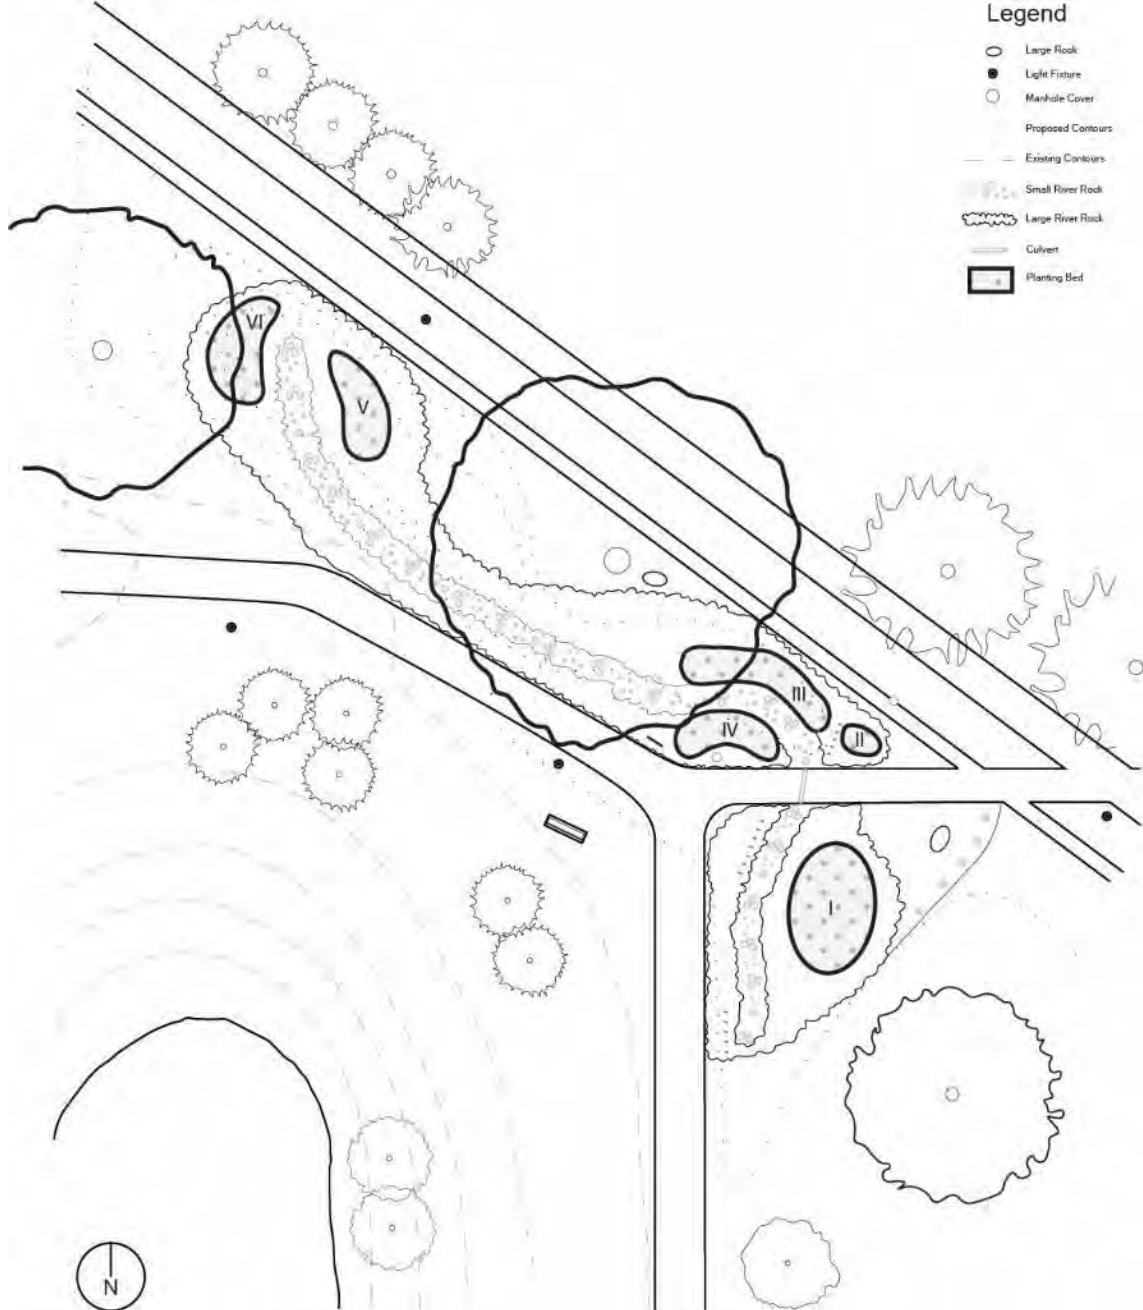 Legend
Large Rock
Light Fixture
Manhole Cover
Proposed Contours
Existing Contours
Small River Rock
Large River Rock
Culvert
Planting Bed
VI
V
III
IV
II
I
N